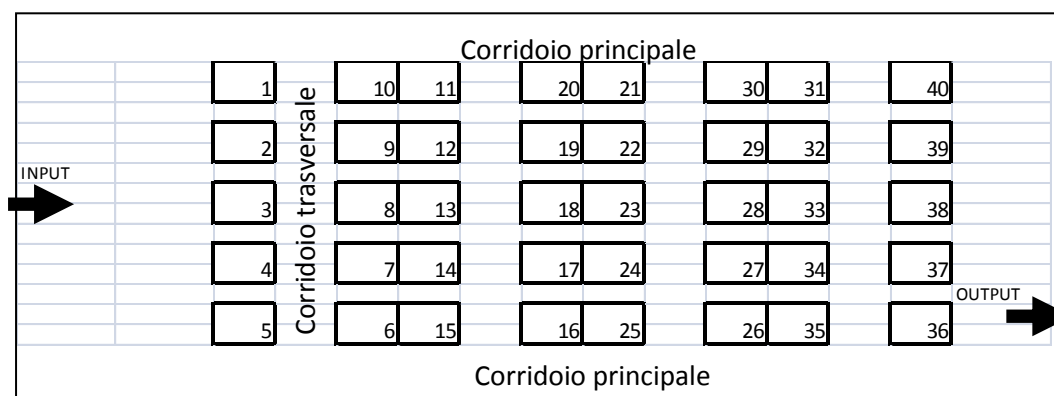 Corridoio principale
1 10 11 20 21 30 31 40
2 9 12 19 22 29 32 39
INPUT
3 8 13 18 23 28 33 38
4 7 14 17 24 27 34 37
OUTPUT
5 6 15 16 25 26 35 36
Corridoio trasversale
Corridoio principale